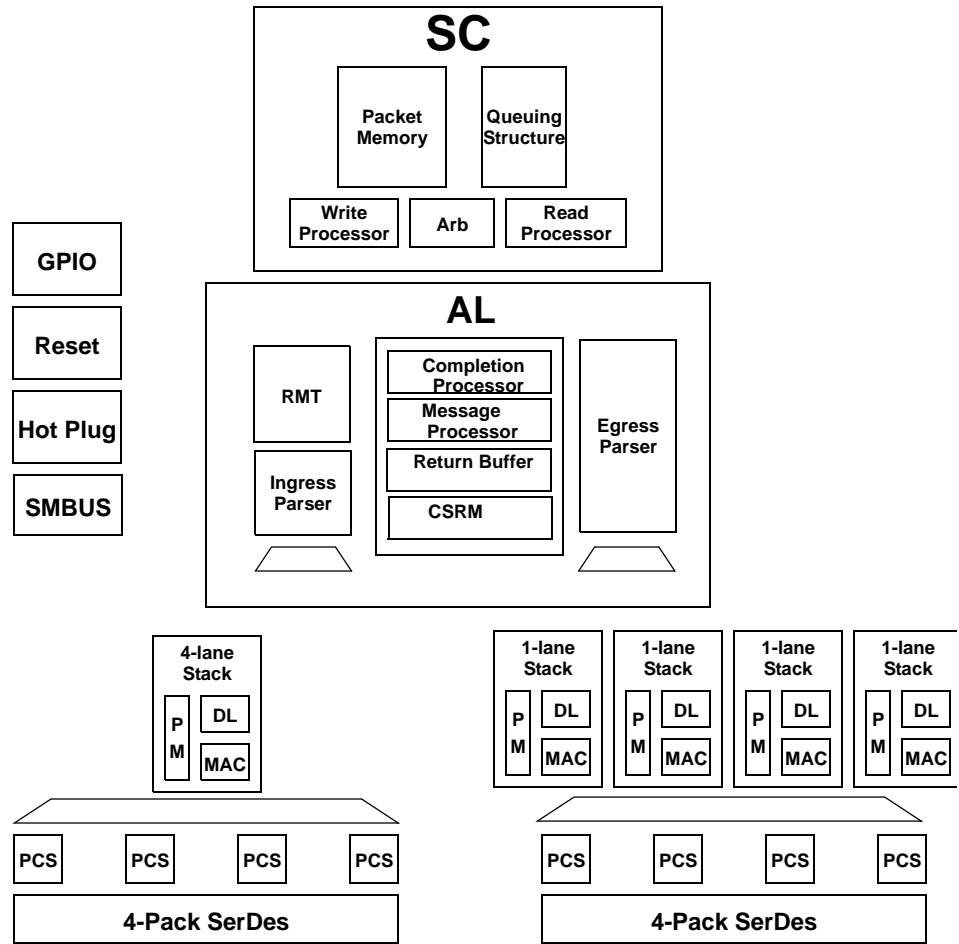 SC
Packet
Memory
Queuing
Structure
Write
Processor
Arb
Read
Processor
GPIO
Reset
Hot Plug
SMBUS
AL
RMT
Ingress
Parser
Completion
Processor
Message
Processor
Return Buffer
CSRM
Egress
Parser
4-lane
Stack
P
M
DL
MAC
1-lane
Stack
P
M
DL
MAC
1-lane
Stack
P
M
DL
MAC
1-lane
Stack
P
M
DL
MAC
1-lane
Stack
P
M
DL
MAC
PCS
PCS
PCS
PCS
4-Pack SerDes
PCS
PCS
PCS
PCS
4-Pack SerDes